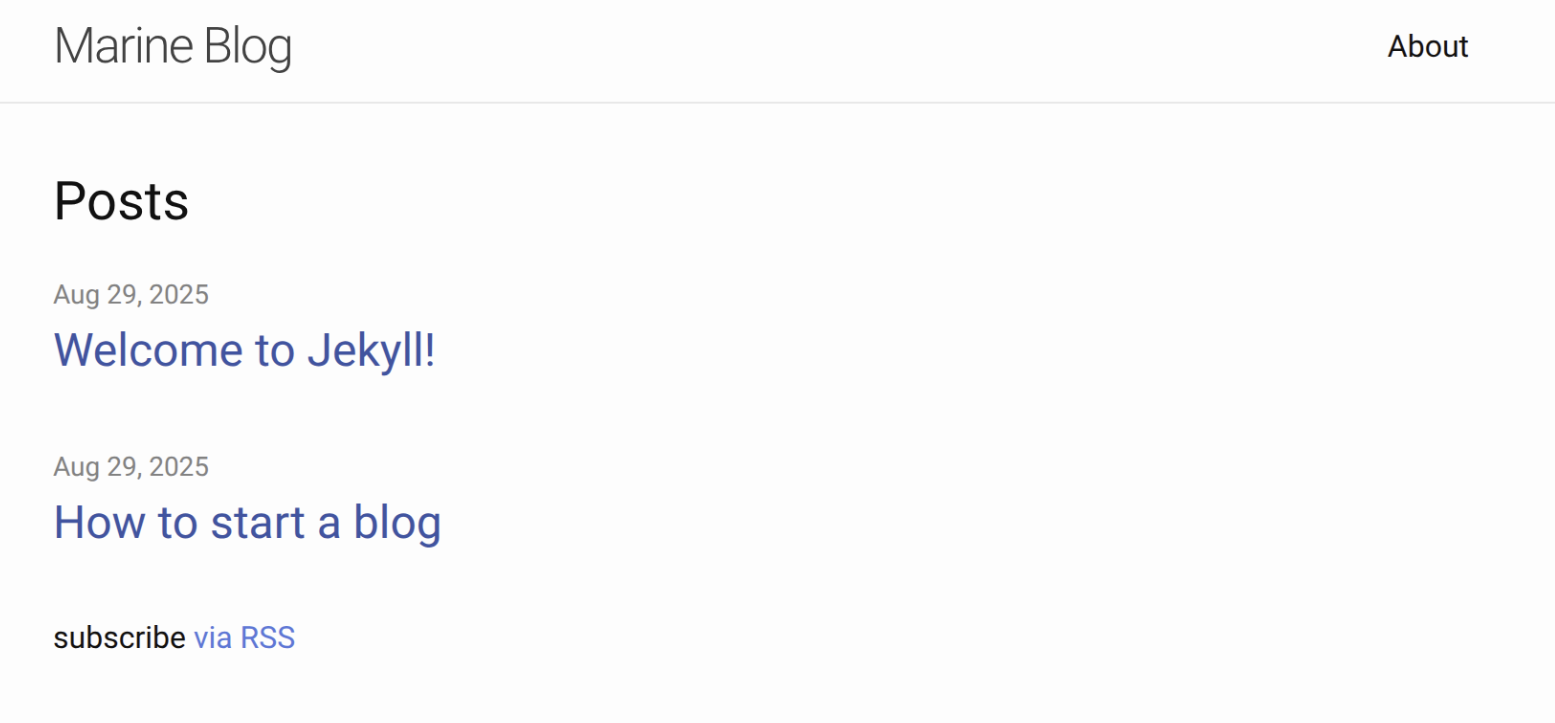 Marine Blog
About
Posts
Aug 29, 2025
Welcome to Jekyll!
Aug 29, 2025
How to start a blog
subscribe via RSS